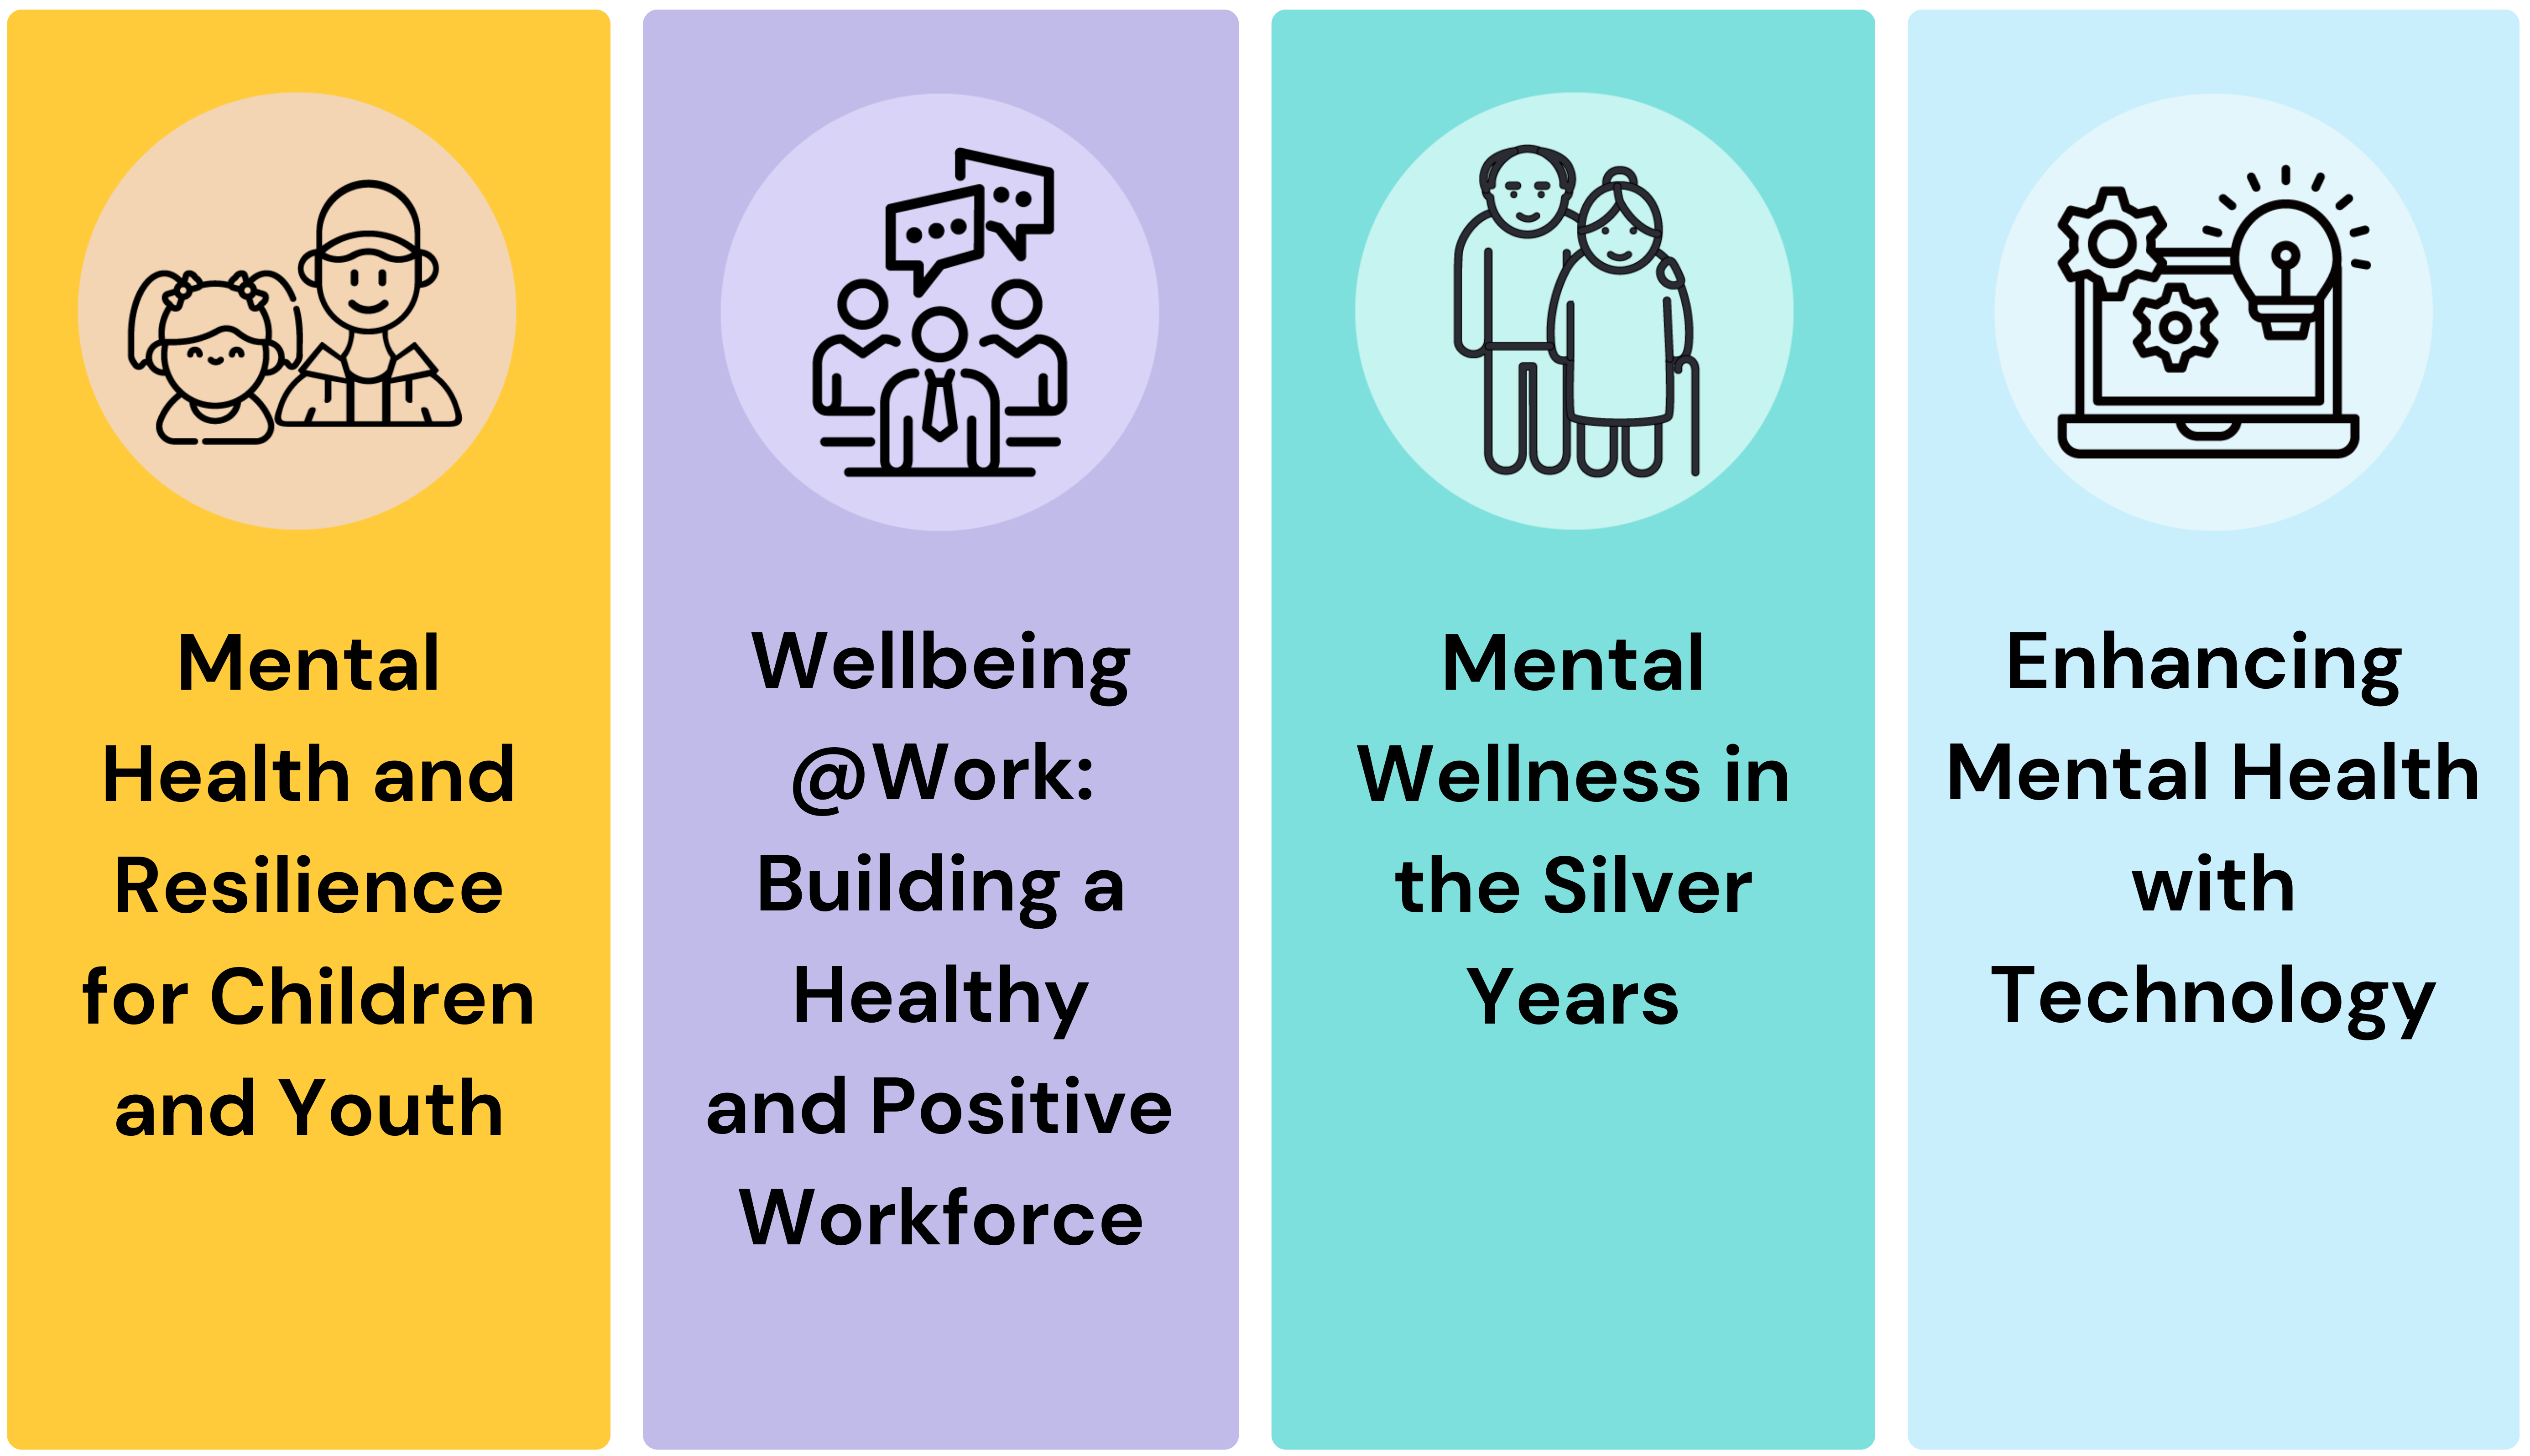 Mental
Health and
Resilience
for Children
and Youth
Wellbeing
@Work:
Building a
Healthy
and Positive
Workforce
Mental
Wellness in
the Silver
Years
Enhancing
Mental Health
with
Technology